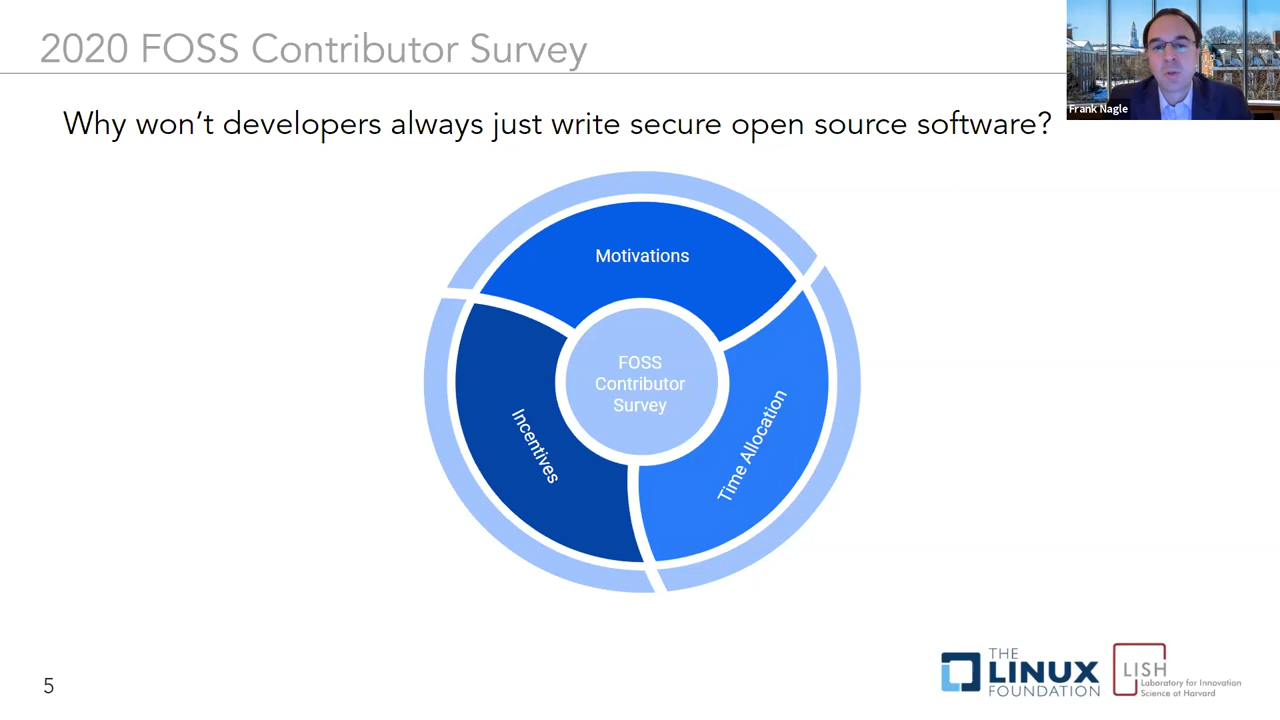 2020 FOSS Contributor Survey
Frank Nagle
Why won't developers always just write secure open source software?
Motivations
FOSS
Contributor
Survey
Incentives
Time Allocation
5
THE
LINUX
FOUNDATION
LISH
Laboratory for Innovation
Science at Harvard